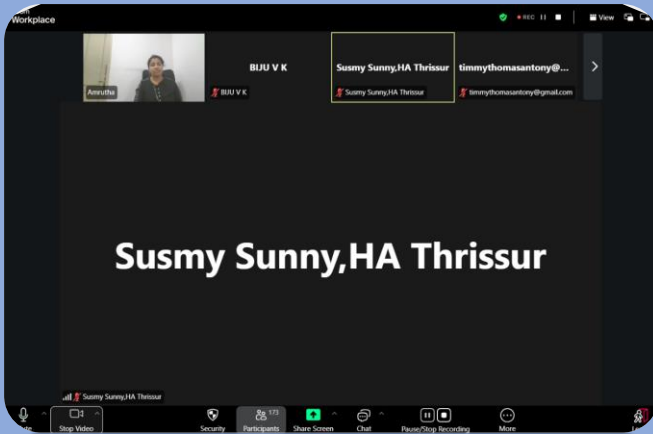 Workplace
REC
View
BIJU V K
Susmy Sunny,HA Thrissur
timmythomasantony@...
Amrutha
BIJU V K
Susmy Sunny,HA Thrissur
timmythomasantony@gmail.com
Susmy Sunny,HA Thrissur
Susmy Sunny,HA Thrissur
173
Stop Video
Security
Participants
Share Screen
Chat
Pause/Stop Recording
More